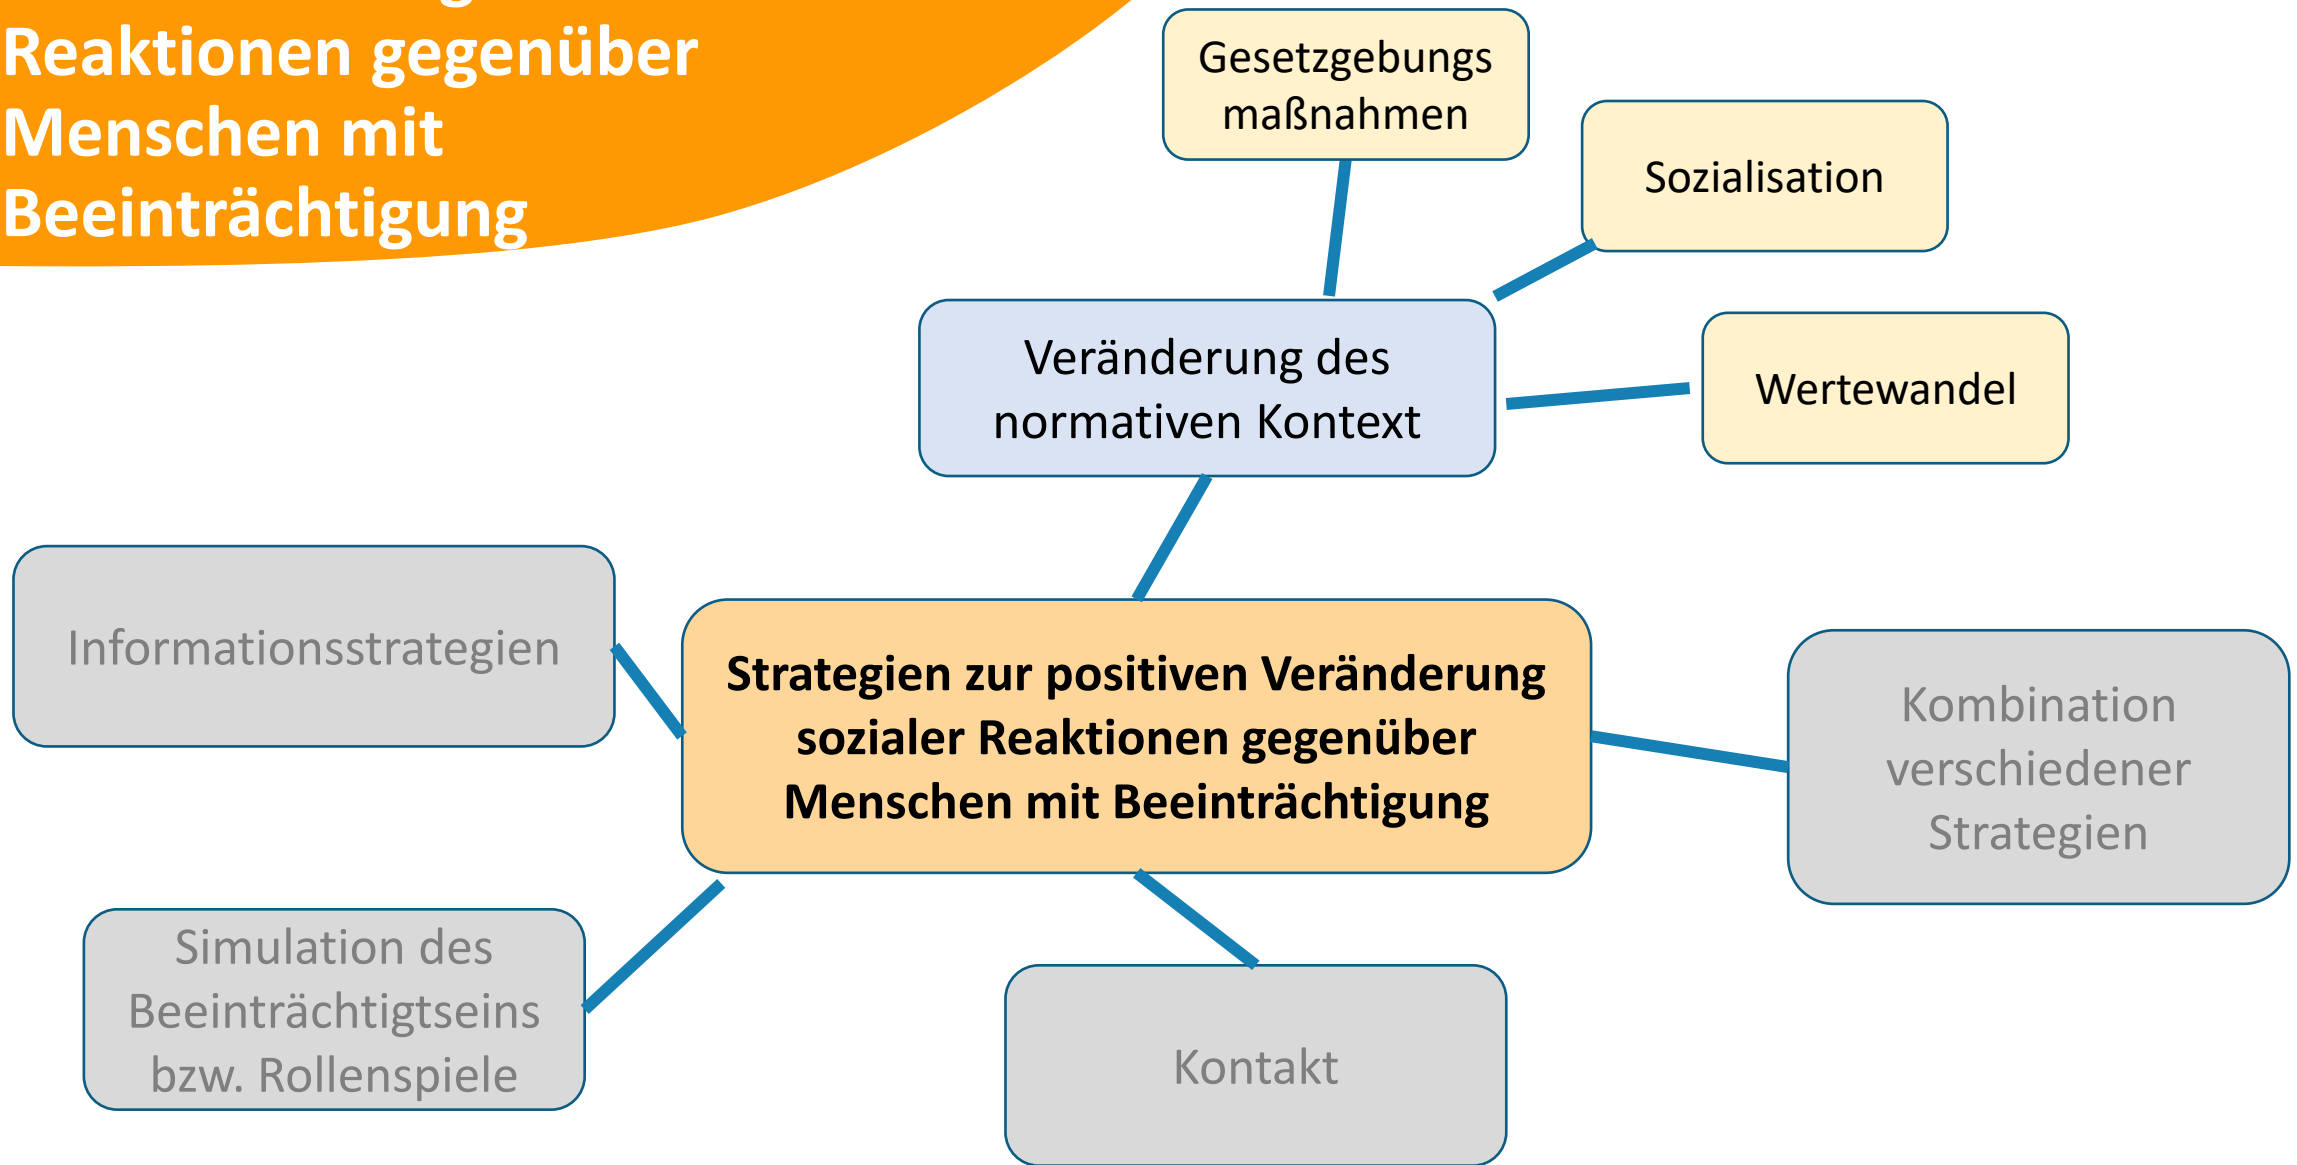 Reaktionen gegenüber
Menschen mit
Beeinträchtigung
Gesetzgebungs
maßnahmen
Sozialisation
Veränderung des
normativen Kontext
Wertewandel
Informationsstrategien
Strategien zur positiven Veränderung
sozialer Reaktionen gegenüber
Menschen mit Beeinträchtigung
Kombination
verschiedener
Strategien
Simulation des
Beeinträchtigtseins
bzw. Rollenspiele
Kontakt